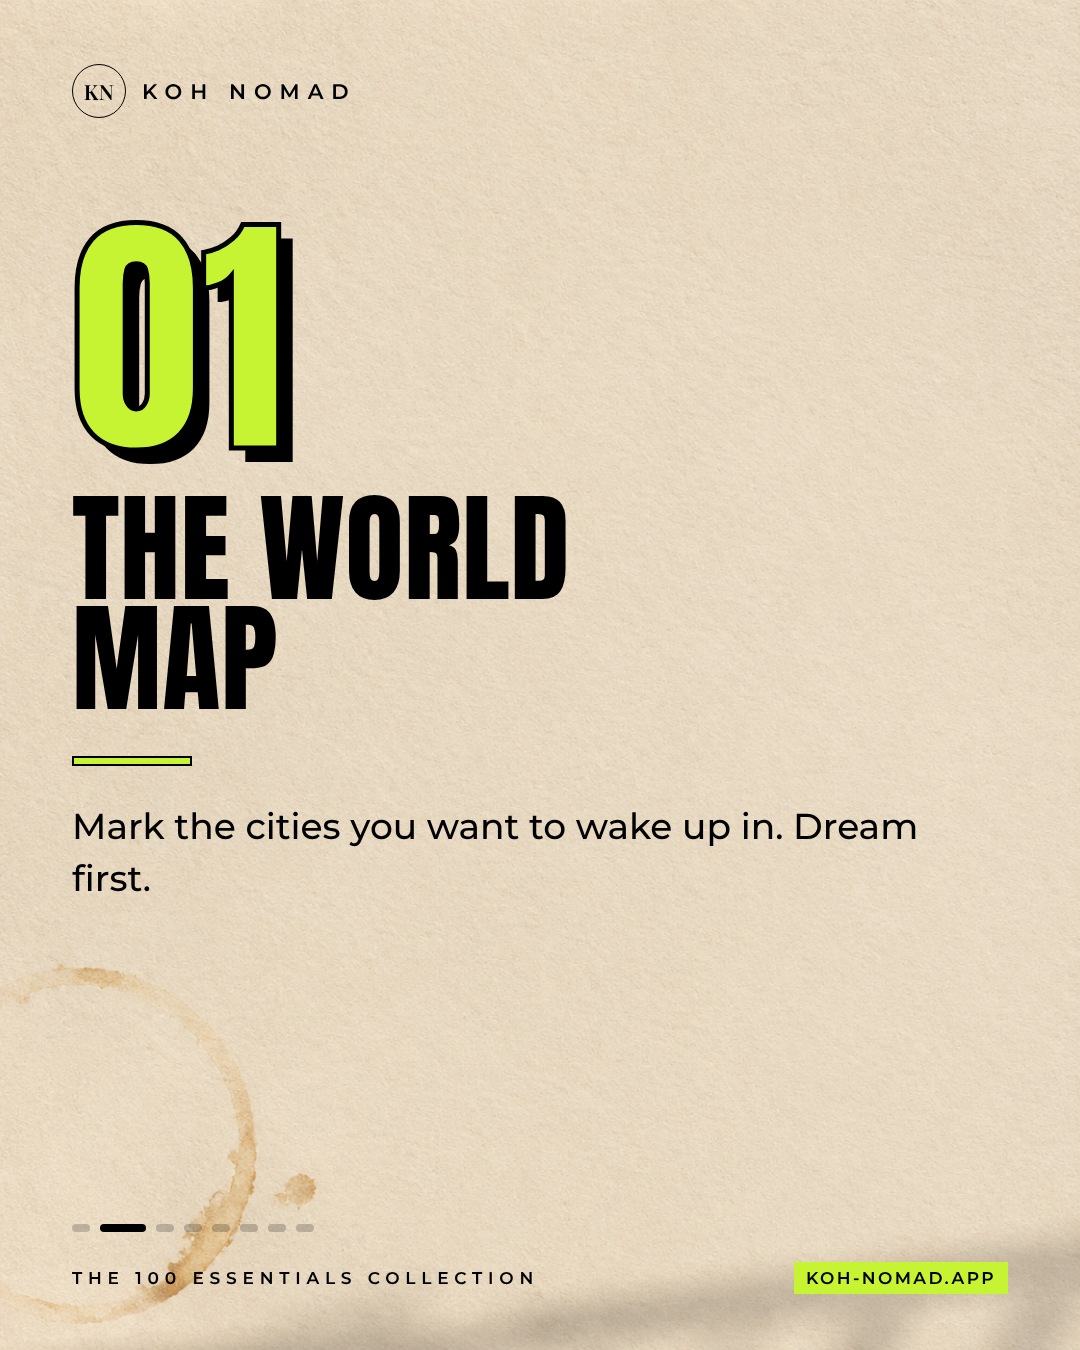 KN KOH NOMAD
01
THE WORLD
MAP
Mark the cities you want to wake up in. Dream
first.
THE 100 ESSENTIALS COLLECTION
KOH-NOMAD.APP